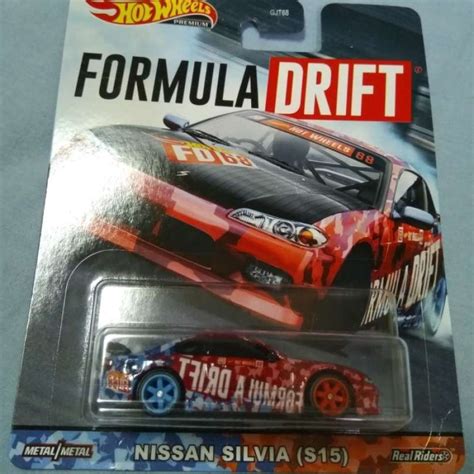 Hot Wheels
PREMIUM
GJT68
FORMULA DRIFT®
HOT WHEELS 68
FD 68
FORMULA DRIFT
FORMULA DRIFT
METAL/METAL
NISSAN SILVIA (S15)
Real Riders